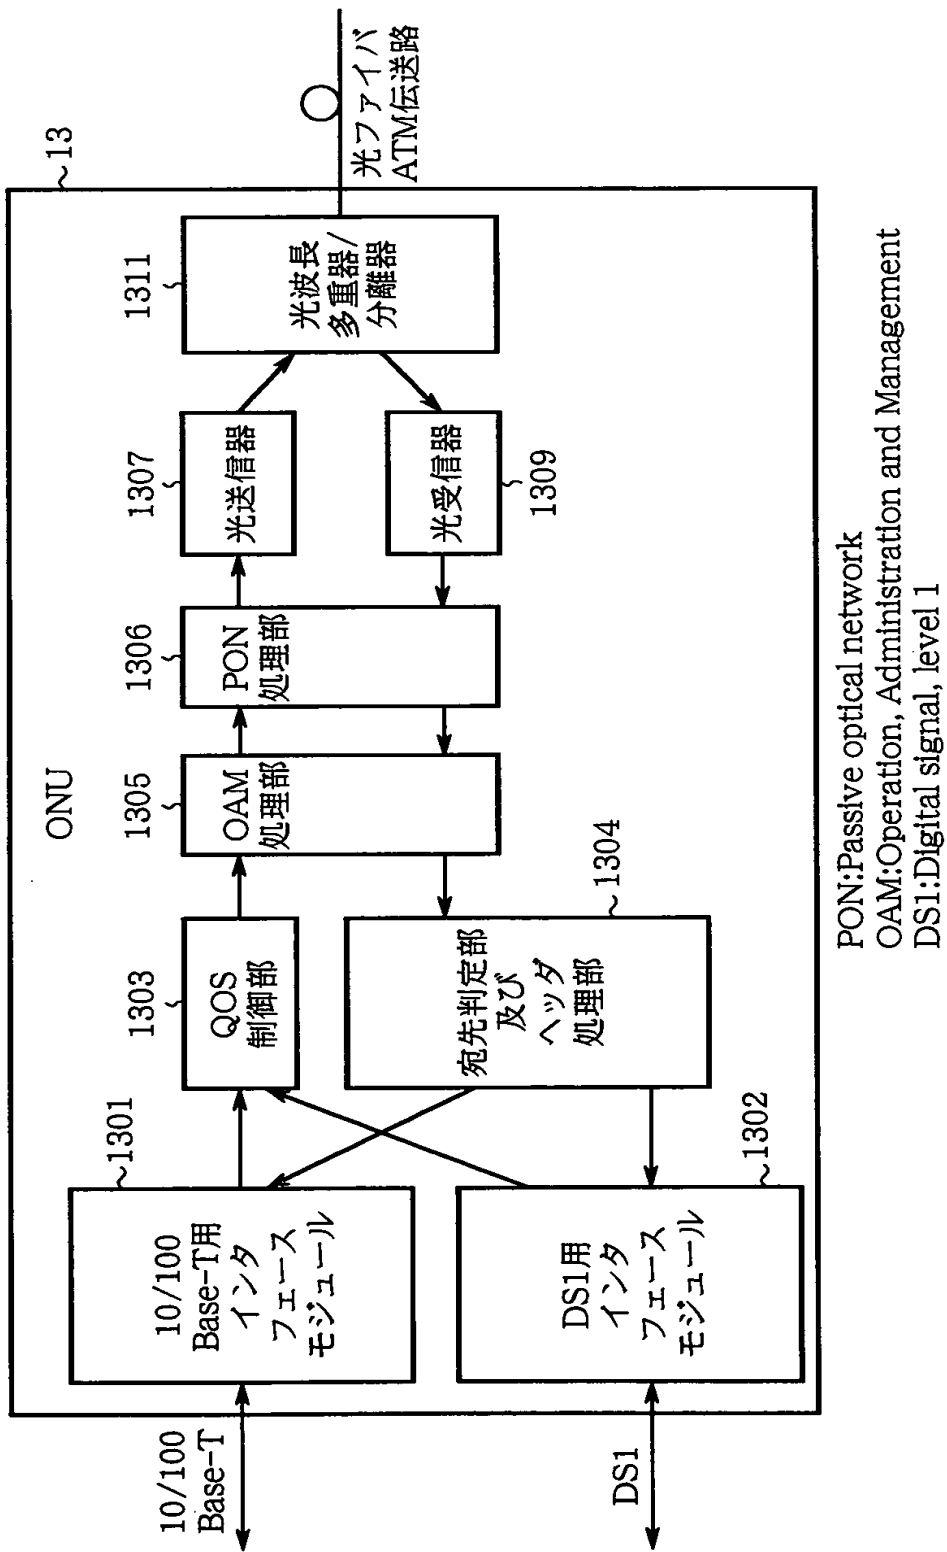 ONU
13
10/100
Base-T
DS1
1301
10/100
Base-T用
インタ
フェース
モジュール
1302
DS1用
インタ
フェース
モジュール
1303
QOS
制御部
1304
宛先判定部
及び
ヘッダ
処理部
1305
OAM
処理部
1306
PON
処理部
1307
光送信器
1309
光受信器
1311
光波長
多重器/
分離器
光ファイバ
ATM伝送路
PON:Passive optical network
OAM:Operation, Administration and Management
DS1:Digital signal, level 1